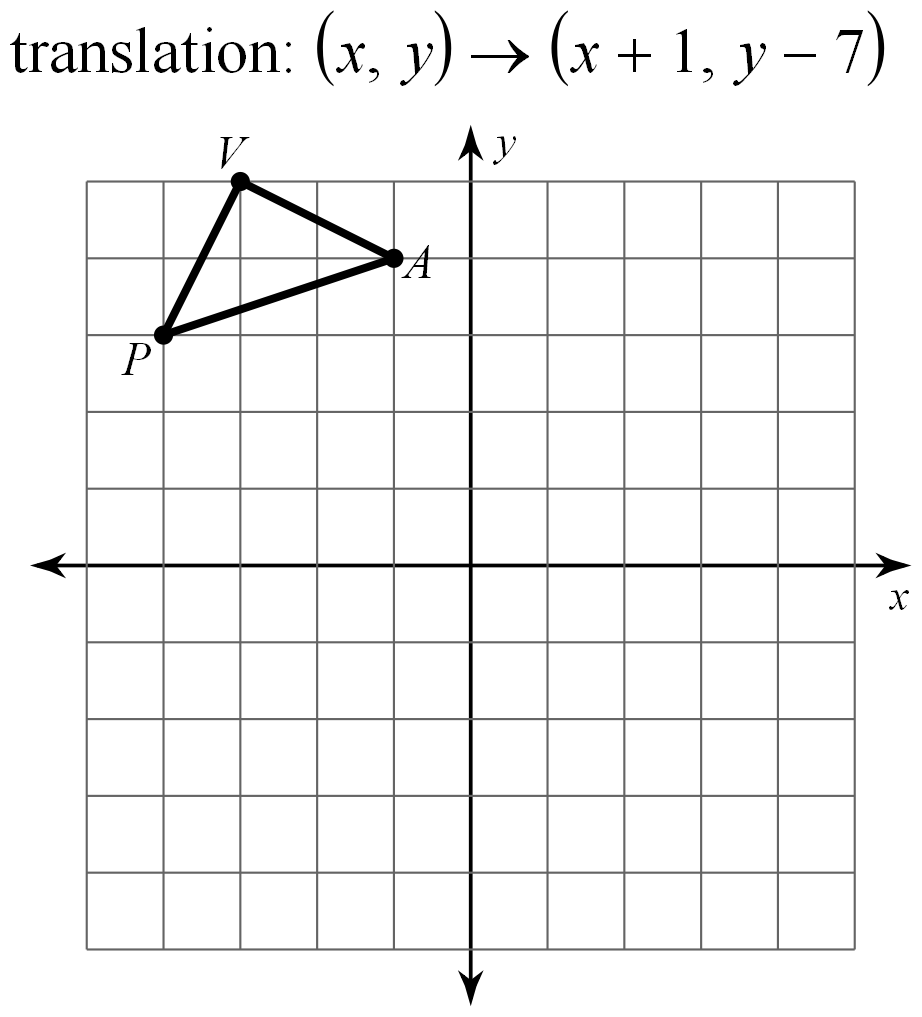 translation: (x, y) → (x + 1, y − 7)
V
y
A
P
x